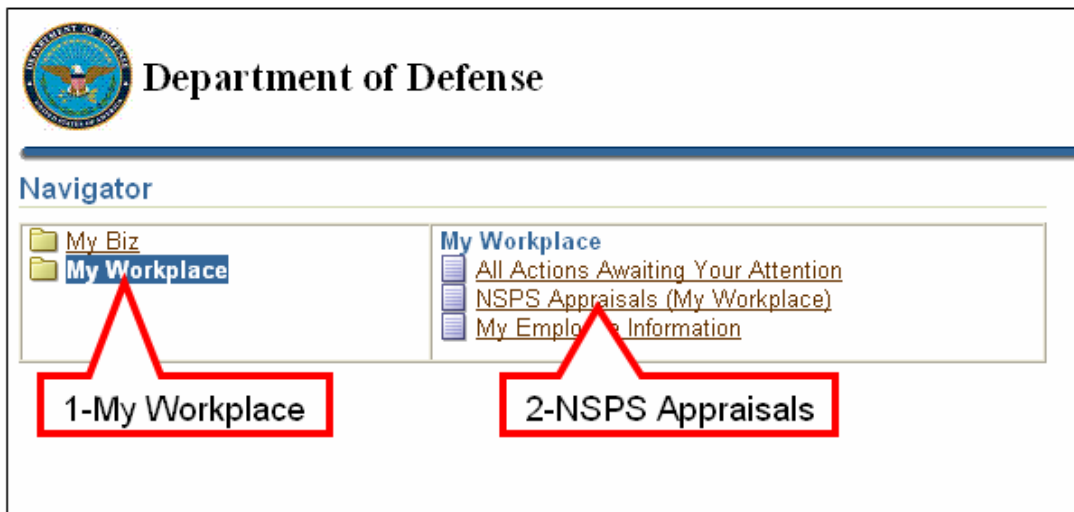 Department of Defense
Navigator
My Biz
My Workplace
My Workplace
All Actions Awaiting Your Attention
NSPS Appraisals (My Workplace)
My Employee Information
1-My Workplace
2-NSPS Appraisals